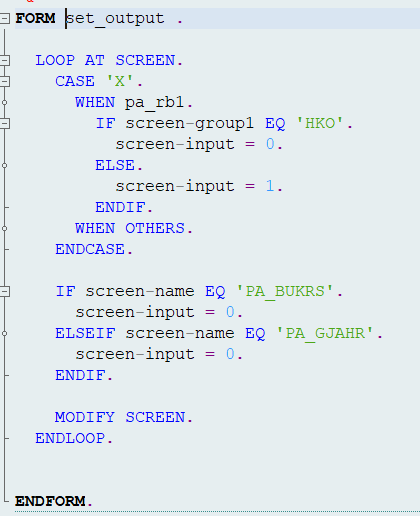 FORM set_output .
LOOP AT SCREEN.
CASE 'X'.
WHEN pa_rb1.
IF screen-group1 EQ 'HKO'.
screen-input = 0.
ELSE.
screen-input = 1.
ENDIF.
WHEN OTHERS.
ENDCASE.
IF screen-name EQ 'PA_BUKRS'.
screen-input = 0.
ELSEIF screen-name EQ 'PA_GJAHR'.
screen-input = 0.
ENDIF.
MODIFY SCREEN.
ENDLOOP.
ENDFORM.